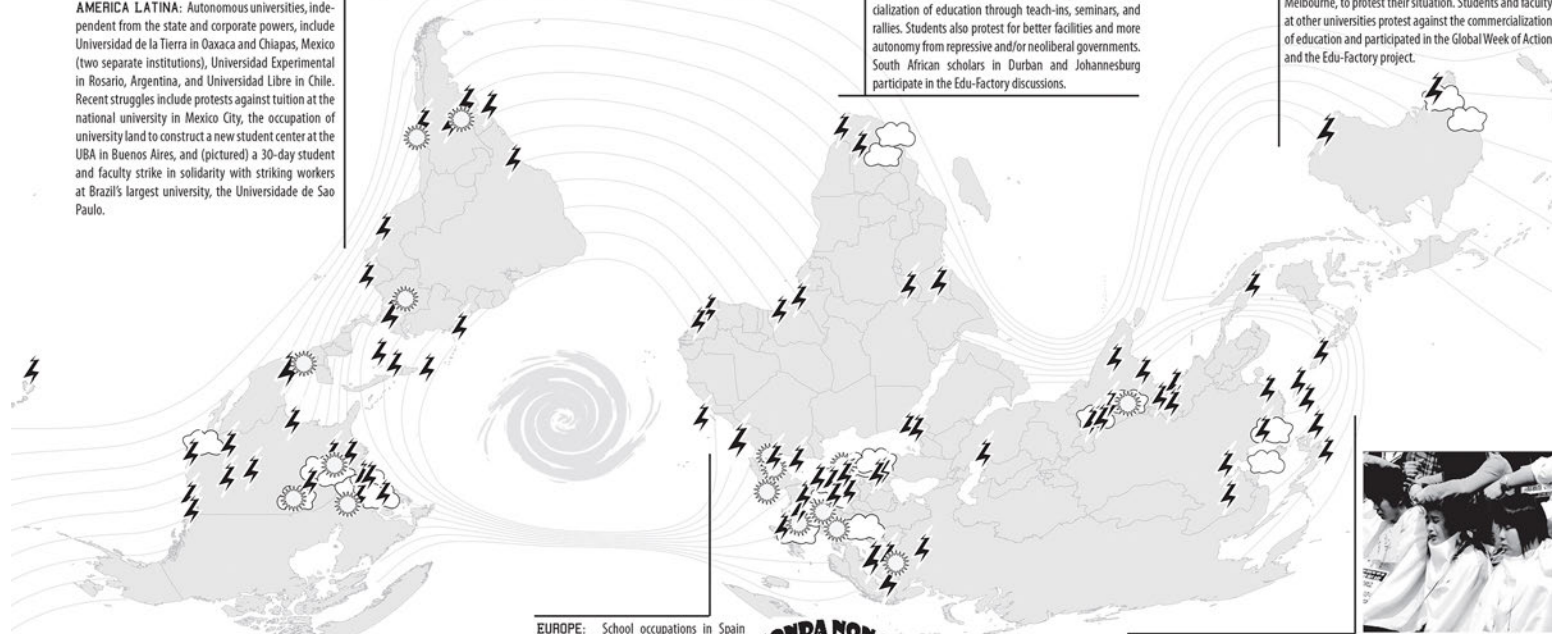 AMERICA LATINA: Autonomous universities, inde-
pendent from the state and corporate powers, include
Universidad de la Tierra in Oaxaca and Chiapas, Mexico
(two separate institutions), Universidad Experimental
in Rosario, Argentina, and Universidad Libre in Chile.
Recent struggles include protests against tuition at the
national university in Mexico City, the occupation of
university land to construct a new student center at the
UBA in Buenos Aires, and (pictured) a 30-day student
and faculty strike in solidarity with striking workers
at Brazil's largest university, the Universidade de Sao
Paulo.
cialization of education through teach-ins, seminars, and
rallies. Students also protest for better facilities and more
autonomy from repressive and/or neoliberal governments.
South African scholars in Durban and Johannesburg
participate in the Edu-Factory discussions.
Melbourne, to protest their situation. Students and faculty
at other universities protest against the commercialization
of education and participated in the Global Week of Action
and the Edu-Factory project.
EUROPE: School occupations in Spain
ONDA NON